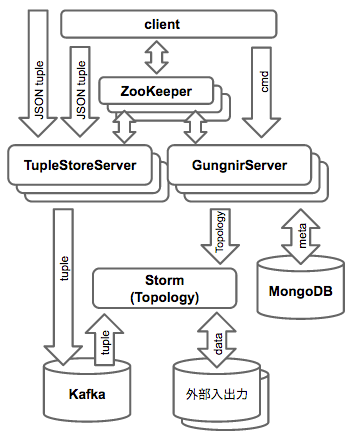 client
JSON tuple
JSON tuple
cmd
ZooKeeper
TupleStoreServer
GungnirServer
tuple
Topology
meta
Storm
(Topology)
MongoDB
tuple
data
Kafka
外部入出力